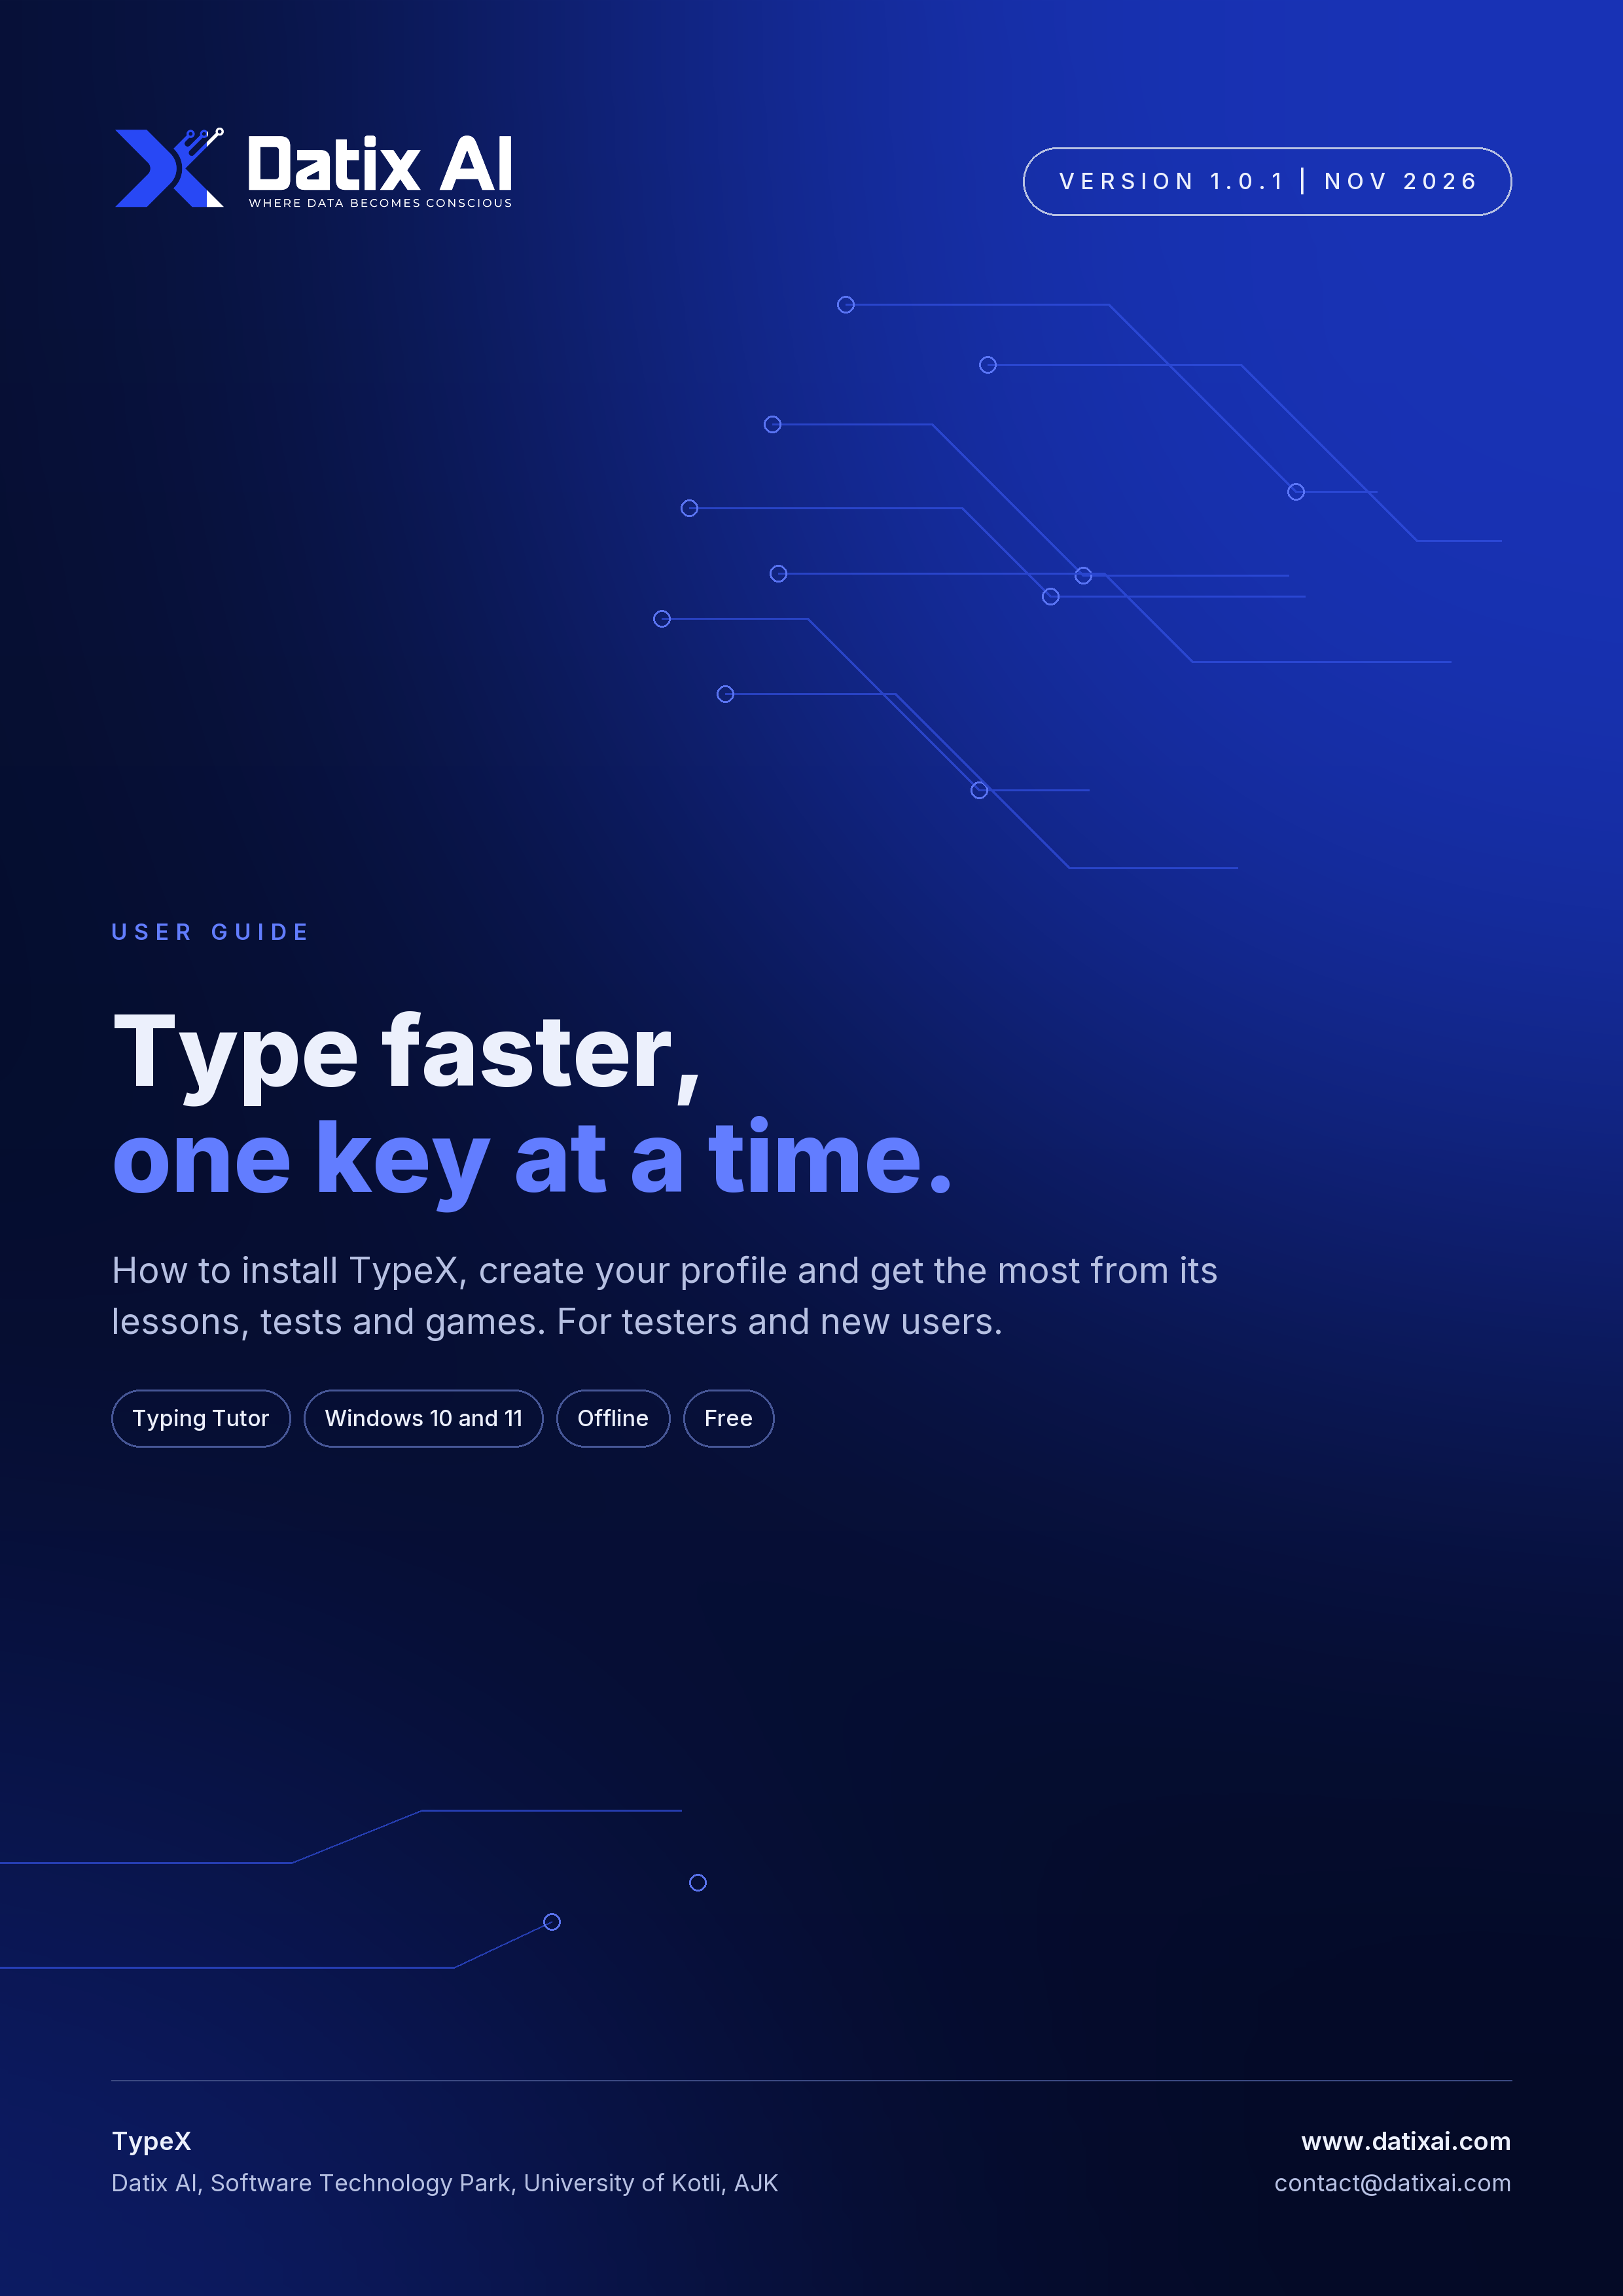 Datix AI
WHERE DATA BECOMES CONSCIOUS
VERSION 1.0.1 | NOV 2026
USER GUIDE
Type faster,
one key at a time.
How to install TypeX, create your profile and get the most from its
lessons, tests and games. For testers and new users.
Typing Tutor
Windows 10 and 11
Offline
Free
TypeX
Datix AI, Software Technology Park, University of Kotli, AJK
www.datixai.com
contact@datixai.com